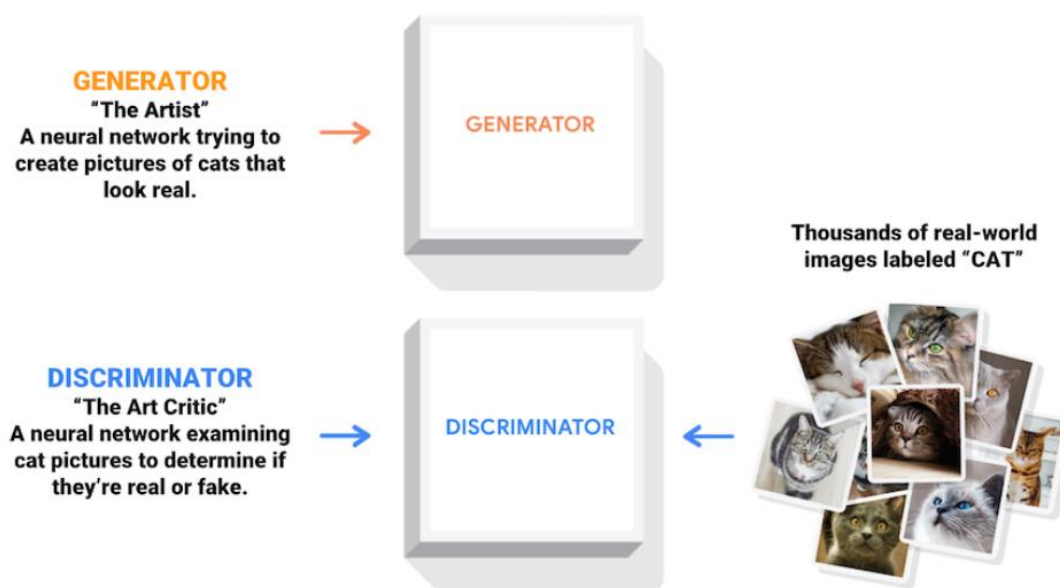 GENERATOR
“The Artist”
A neural network trying to
create pictures of cats that
look real.
GENERATOR
Thousands of real-world
images labeled “CAT”
DISCRIMINATOR
“The Art Critic”
A neural network examining
cat pictures to determine if
they’re real or fake.
DISCRIMINATOR